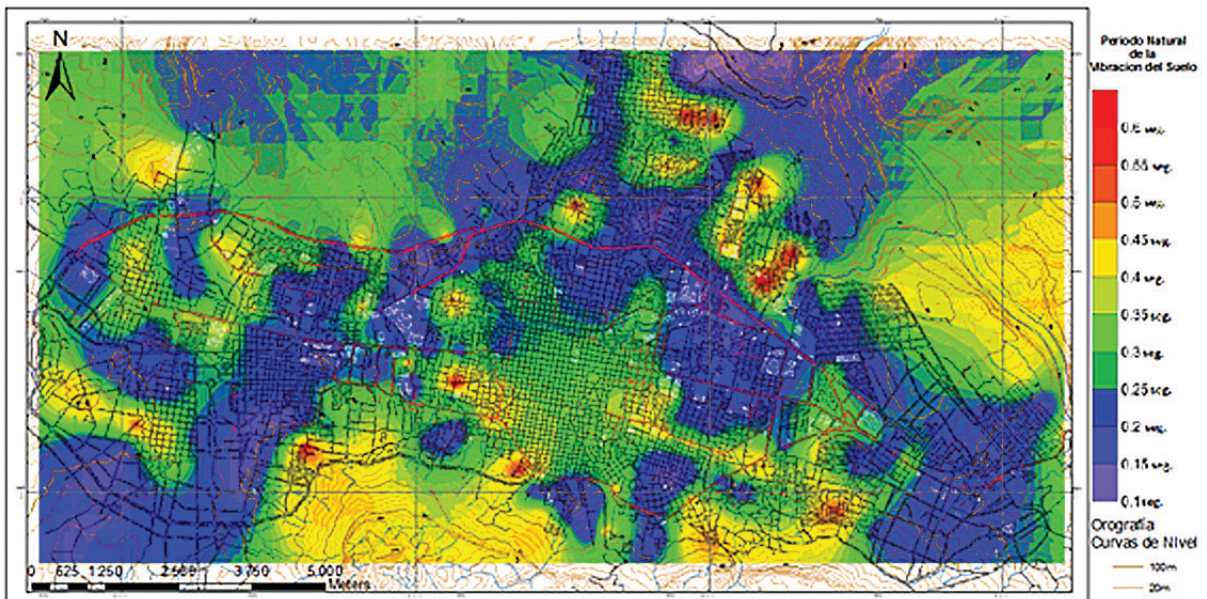 N
Periodo Natural
de la
Vibracion del Suelo
0.6 seg.
0.55 seg.
0.5 seg.
0.45 seg.
0.4 seg.
0.35 seg.
0.3 seg.
0.25 seg.
0.2 seg.
0.15 seg.
0.1 seg.
Orografía
Curvas de Nivel
100m
20m
0 625 1 250 2.500 3 750 5.000
Meters